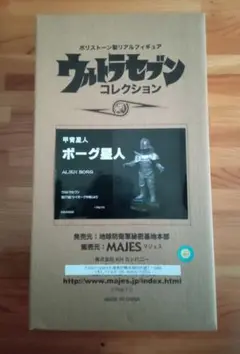 ポリストーン製リアルフィギュア
ウルトラセブン
コレクション
甲冑星人
ボーグ星人
ALIEN BORG
発売元：地球防衛軍秘密基地本部
販売元：MAJES マジェス
http://www.majes.jp/index.html
MADE IN CHINA